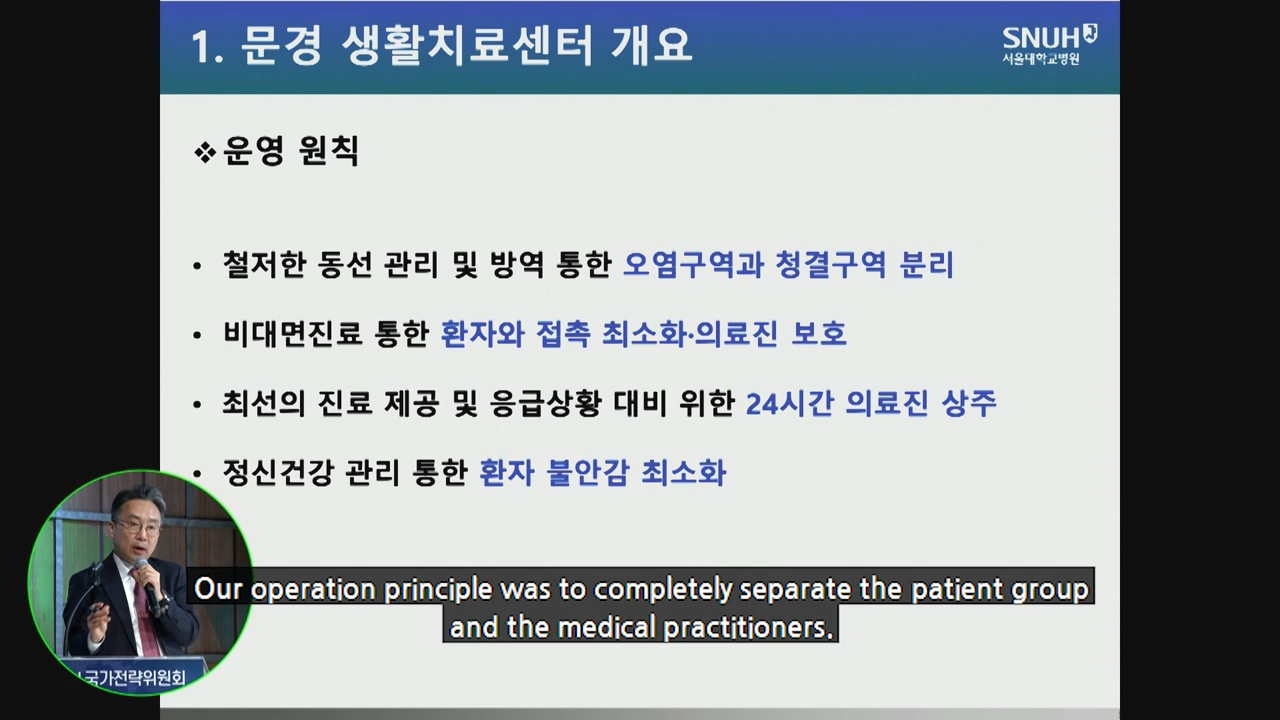 1. 문경 생활치료센터 개요
SNUH
서울대학교병원
❖운영 원칙
• 철저한 동선 관리 및 방역 통한 오염구역과 청결구역 분리
• 비대면진료 통한 환자와 접촉 최소화·의료진 보호
• 최선의 진료 제공 및 응급상황 대비 위한 24시간 의료진 상주
• 정신건강 관리 통한 환자 불안감 최소화
Our operation principle was to completely separate the patient group
and the medical practitioners.
국가전략위원회